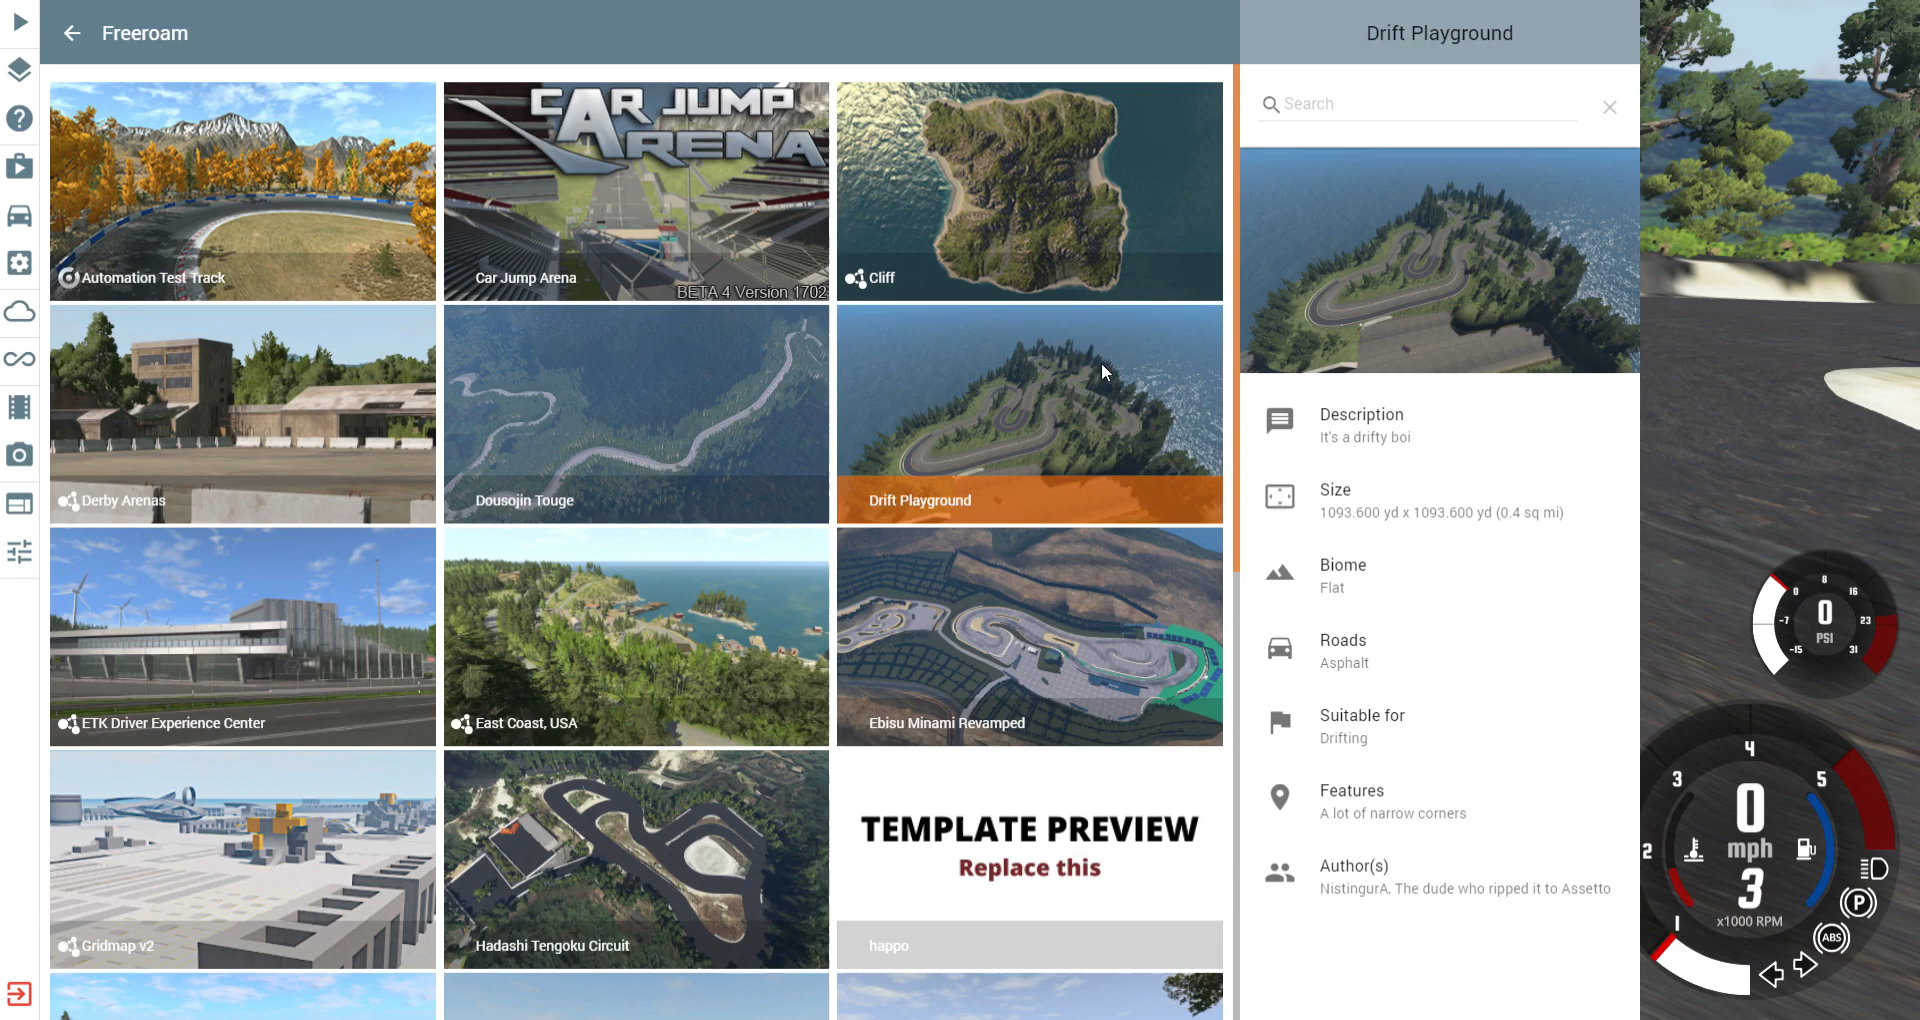 Freeroam
Drift Playground
Search
Automation Test Track
CAR JUMP
ARENA
Car Jump Arena
BETA 4 Version 1702
Cliff
Derby Arenas
Dousojin Touge
Drift Playground
ETK Driver Experience Center
East Coast, USA
Ebisu Minami Revamped
Gridmap v2
Hadashi Tengoku Circuit
TEMPLATE PREVIEW
Replace this
happo
Description
It's a drifty boi
Size
1093.600 yd x 1093.600 yd (0.4 sq mi)
Biome
Flat
Roads
Asphalt
Suitable for
Drifting
Features
A lot of narrow corners
Author(s)
NistingurA, The dude who ripped it to Assetto
8
0 16
-7 0 23
PSI
-15 31
4
3 5
0
2 mph
3
1 x1000 RPM
P
ABS